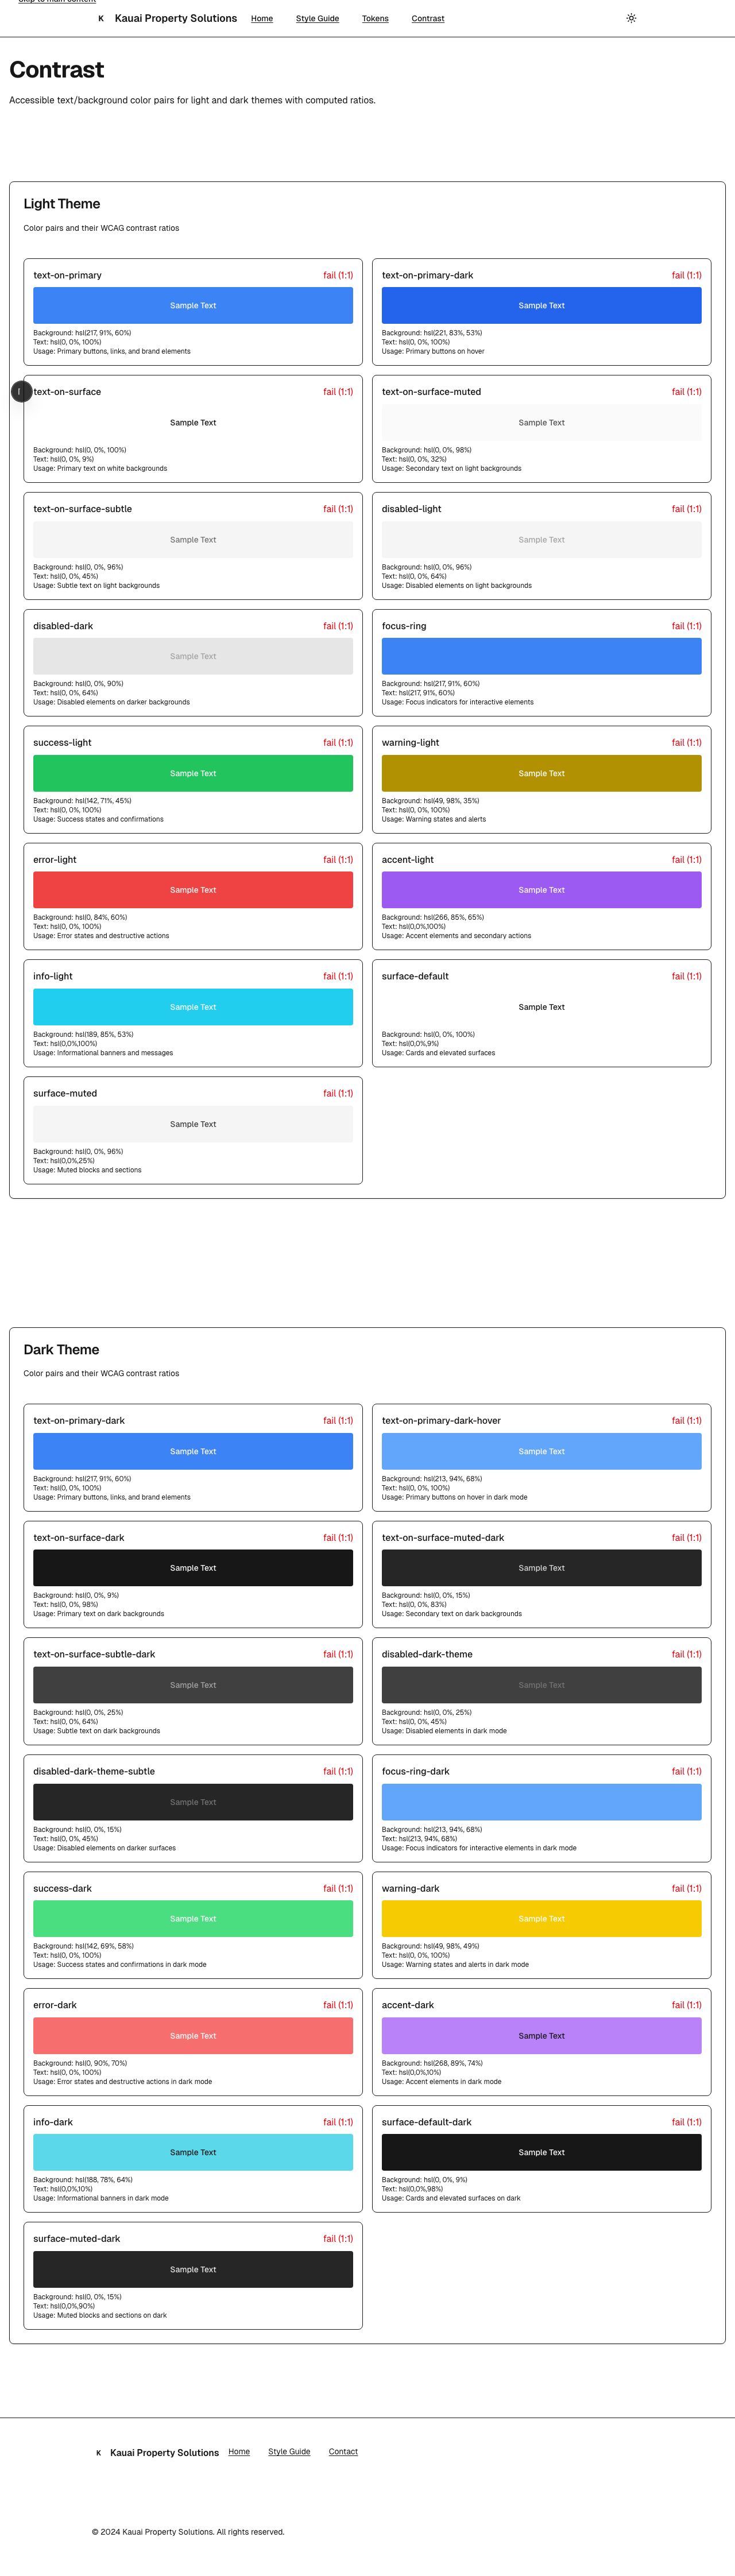 Skip to main content
K Kauai Property Solutions Home Style Guide Tokens Contrast
Contrast
Accessible text/background color pairs for light and dark themes with computed ratios.
Light Theme
Color pairs and their WCAG contrast ratios
text-on-primary fail (1:1)
Sample Text
Background: hsl(217, 91%, 60%)
Text: hsl(0, 0%, 100%)
Usage: Primary buttons, links, and brand elements
text-on-primary-dark fail (1:1)
Sample Text
Background: hsl(221, 83%, 53%)
Text: hsl(0, 0%, 100%)
Usage: Primary buttons on hover
text-on-surface fail (1:1)
Sample Text
Background: hsl(0, 0%, 100%)
Text: hsl(0, 0%, 9%)
Usage: Primary text on white backgrounds
text-on-surface-muted fail (1:1)
Sample Text
Background: hsl(0, 0%, 98%)
Text: hsl(0, 0%, 32%)
Usage: Secondary text on light backgrounds
text-on-surface-subtle fail (1:1)
Sample Text
Background: hsl(0, 0%, 96%)
Text: hsl(0, 0%, 45%)
Usage: Subtle text on light backgrounds
disabled-light fail (1:1)
Sample Text
Background: hsl(0, 0%, 96%)
Text: hsl(0, 0%, 64%)
Usage: Disabled elements on light backgrounds
disabled-dark fail (1:1)
Sample Text
Background: hsl(0, 0%, 90%)
Text: hsl(0, 0%, 64%)
Usage: Disabled elements on darker backgrounds
focus-ring fail (1:1)
Background: hsl(217, 91%, 60%)
Text: hsl(217, 91%, 60%)
Usage: Focus indicators for interactive elements
success-light fail (1:1)
Sample Text
Background: hsl(142, 71%, 45%)
Text: hsl(0, 0%, 100%)
Usage: Success states and confirmations
warning-light fail (1:1)
Sample Text
Background: hsl(49, 98%, 35%)
Text: hsl(0, 0%, 100%)
Usage: Warning states and alerts
error-light fail (1:1)
Sample Text
Background: hsl(0, 84%, 60%)
Text: hsl(0, 0%, 100%)
Usage: Error states and destructive actions
accent-light fail (1:1)
Sample Text
Background: hsl(266, 85%, 65%)
Text: hsl(0,0%,100%)
Usage: Accent elements and secondary actions
info-light fail (1:1)
Sample Text
Background: hsl(189, 85%, 53%)
Text: hsl(0,0%,100%)
Usage: Informational banners and messages
surface-default fail (1:1)
Sample Text
Background: hsl(0, 0%, 100%)
Text: hsl(0,0%,9%)
Usage: Cards and elevated surfaces
surface-muted fail (1:1)
Sample Text
Background: hsl(0, 0%, 96%)
Text: hsl(0,0%,25%)
Usage: Muted blocks and sections
Dark Theme
Color pairs and their WCAG contrast ratios
text-on-primary-dark fail (1:1)
Sample Text
Background: hsl(217, 91%, 60%)
Text: hsl(0, 0%, 100%)
Usage: Primary buttons, links, and brand elements
text-on-primary-dark-hover fail (1:1)
Sample Text
Background: hsl(213, 94%, 68%)
Text: hsl(0, 0%, 100%)
Usage: Primary buttons on hover in dark mode
text-on-surface-dark fail (1:1)
Sample Text
Background: hsl(0, 0%, 9%)
Text: hsl(0, 0%, 98%)
Usage: Primary text on dark backgrounds
text-on-surface-muted-dark fail (1:1)
Sample Text
Background: hsl(0, 0%, 15%)
Text: hsl(0, 0%, 83%)
Usage: Secondary text on dark backgrounds
text-on-surface-subtle-dark fail (1:1)
Sample Text
Background: hsl(0, 0%, 25%)
Text: hsl(0, 0%, 64%)
Usage: Subtle text on dark backgrounds
disabled-dark-theme fail (1:1)
Sample Text
Background: hsl(0, 0%, 25%)
Text: hsl(0, 0%, 45%)
Usage: Disabled elements in dark mode
disabled-dark-theme-subtle fail (1:1)
Sample Text
Background: hsl(0, 0%, 15%)
Text: hsl(0, 0%, 45%)
Usage: Disabled elements on darker surfaces
focus-ring-dark fail (1:1)
Background: hsl(213, 94%, 68%)
Text: hsl(213, 94%, 68%)
Usage: Focus indicators for interactive elements in dark mode
success-dark fail (1:1)
Sample Text
Background: hsl(142, 69%, 58%)
Text: hsl(0, 0%, 100%)
Usage: Success states and confirmations in dark mode
warning-dark fail (1:1)
Sample Text
Background: hsl(49, 98%, 49%)
Text: hsl(0, 0%, 100%)
Usage: Warning states and alerts in dark mode
error-dark fail (1:1)
Sample Text
Background: hsl(0, 90%, 70%)
Text: hsl(0, 0%, 100%)
Usage: Error states and destructive actions in dark mode
accent-dark fail (1:1)
Sample Text
Background: hsl(268, 89%, 74%)
Text: hsl(0,0%,10%)
Usage: Accent elements in dark mode
info-dark fail (1:1)
Sample Text
Background: hsl(188, 78%, 64%)
Text: hsl(0,0%,10%)
Usage: Informational banners in dark mode
surface-default-dark fail (1:1)
Sample Text
Background: hsl(0, 0%, 9%)
Text: hsl(0,0%,98%)
Usage: Cards and elevated surfaces on dark
surface-muted-dark fail (1:1)
Sample Text
Background: hsl(0, 0%, 15%)
Text: hsl(0,0%,90%)
Usage: Muted blocks and sections on dark
K Kauai Property Solutions Home Style Guide Contact
© 2024 Kauai Property Solutions. All rights reserved.